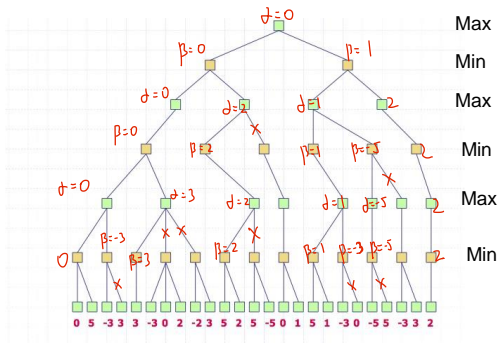 α=0 Max
β=0 β=1 Min
α=0 α=2 α=1 2 Max
β=0 β=2 x β=1 β=-5 2 Min
α=0 α=3 α=2 α=1 x α=-5 2 Max
0 β=-3 β=3 x x β=2 x β=1 β=-3 β=-5 2 Min
x x x
0 5 -3 3 3 -3 0 2 -2 3 5 2 5 -5 0 1 5 1 -3 0 -5 5 -3 3 2